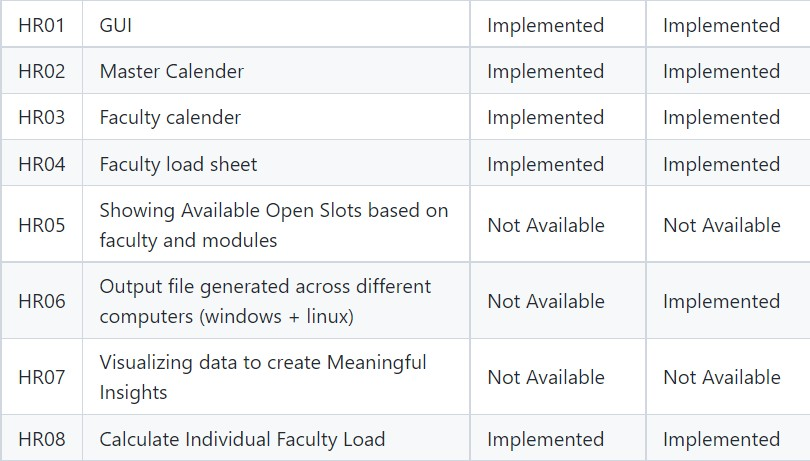 HR01 GUI Implemented Implemented
HR02 Master Calender Implemented Implemented
HR03 Faculty calender Implemented Implemented
HR04 Faculty load sheet Implemented Implemented
HR05 Showing Available Open Slots based on
faculty and modules Not Available Not Available
HR06 Output file generated across different
computers (windows + linux) Not Available Implemented
HR07 Visualizing data to create Meaningful
Insights Not Available Not Available
HR08 Calculate Individual Faculty Load Implemented Implemented